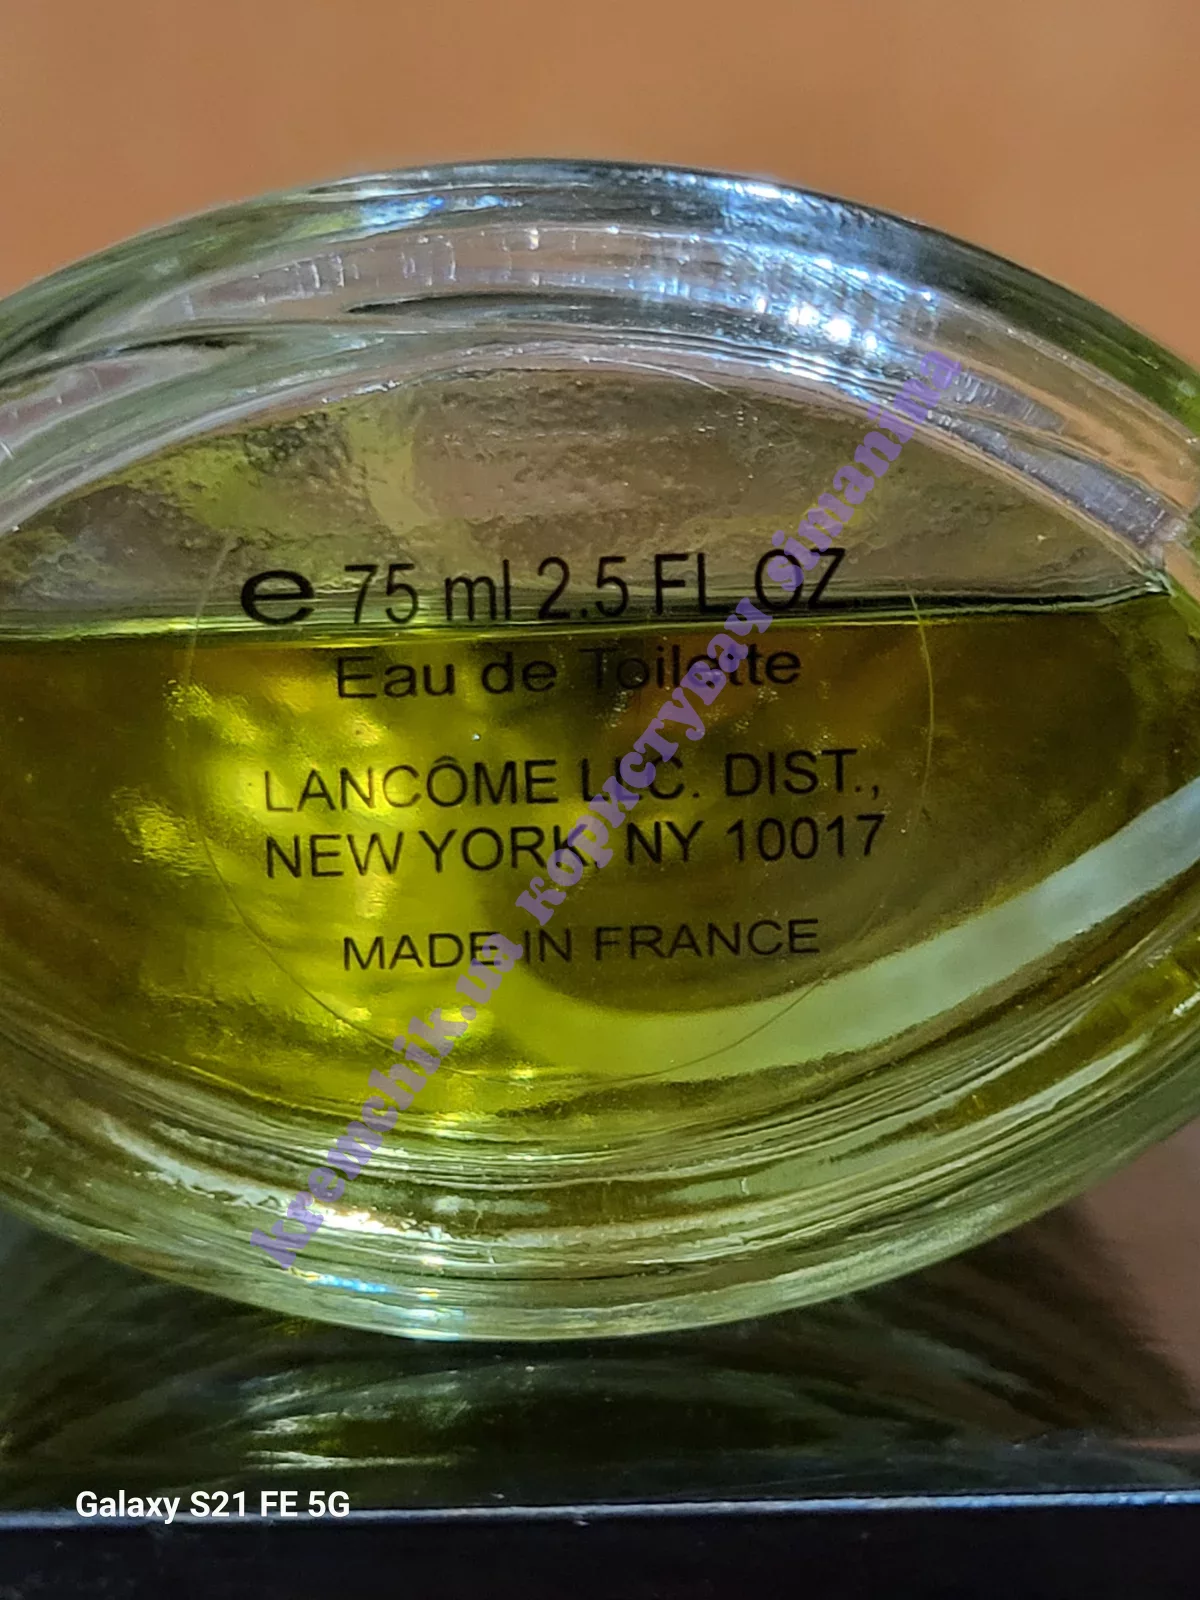 e 75 ml 2.5 FL. OZ
Eau de Toilette
LANCÔME LLC. DIST.,
NEW YORK, NY 10017
MADE IN FRANCE
kremchik.ua користувач simanina
Galaxy S21 FE 5G